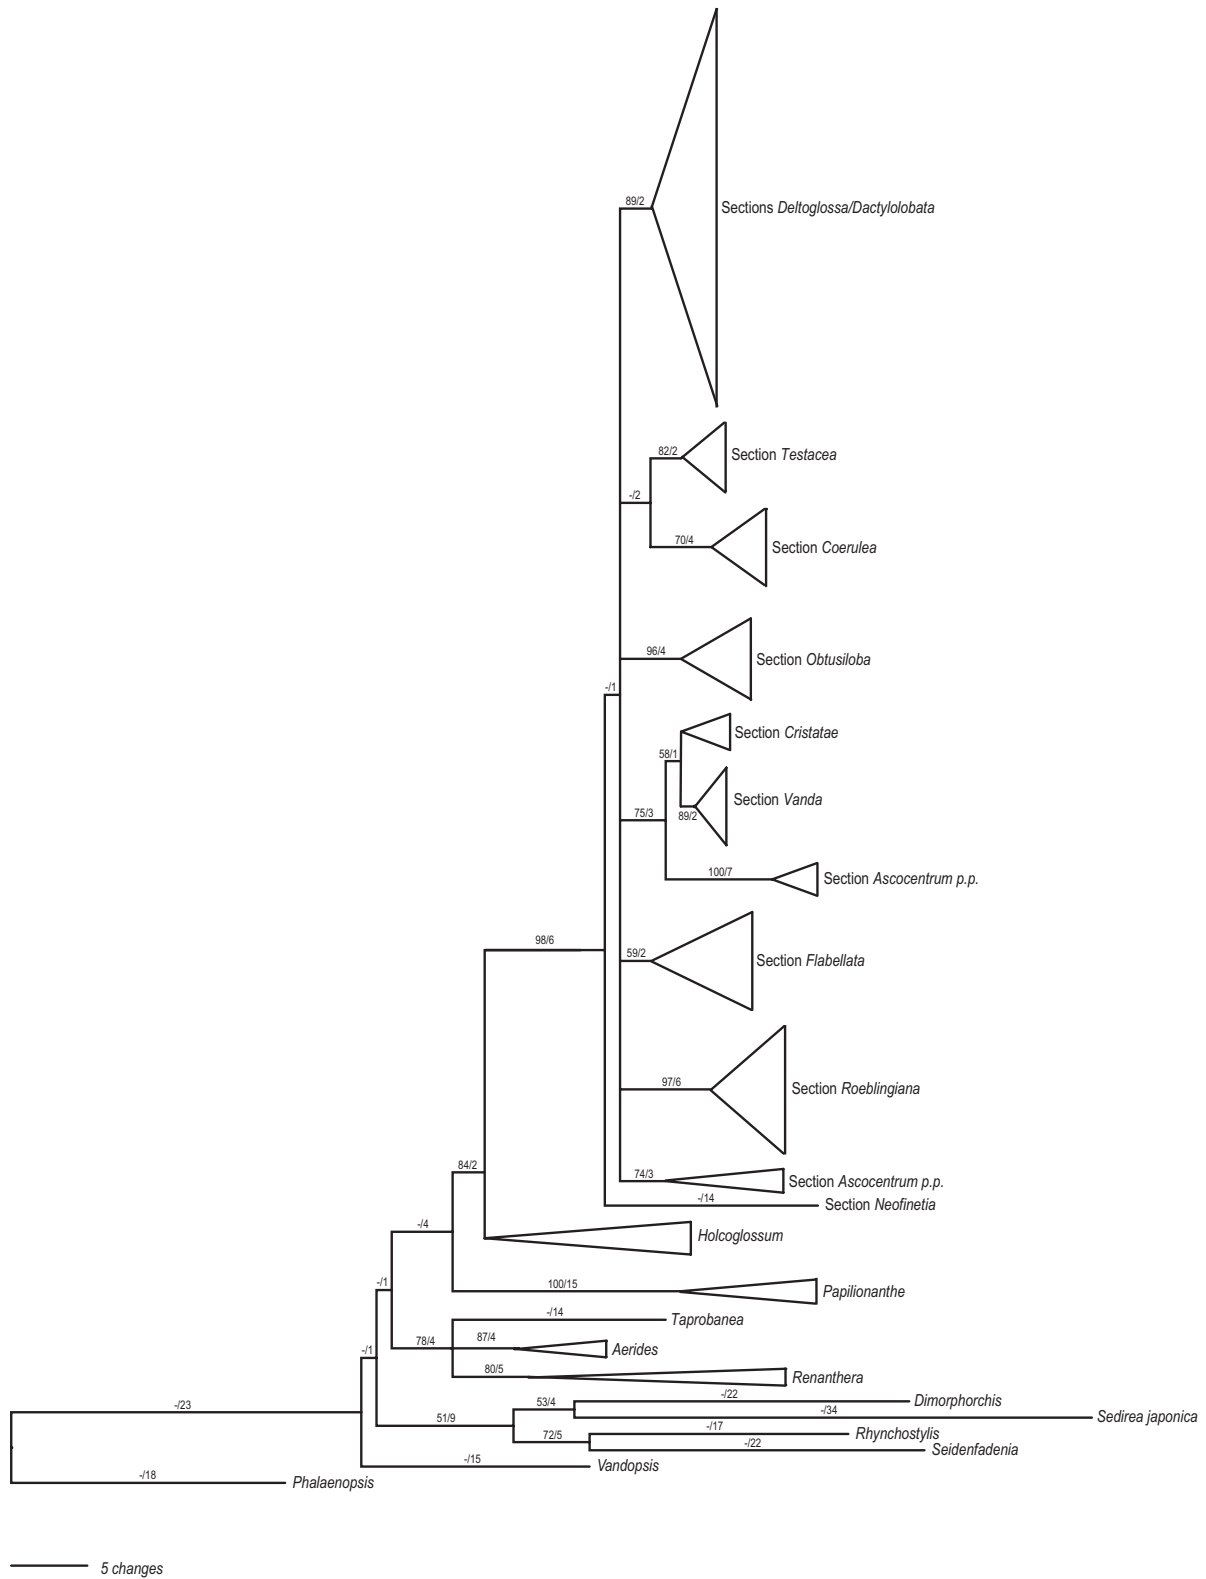 89/2
Sections Deltoglossa/Dactylolobata
82/2
Section Testacea
-/2
70/4
Section Coerulea
96/4
Section Obtusiloba
-/1
Section Cristatae
58/1
Section Vanda
75/3
89/2
100/7
Section Ascocentrum p.p.
98/6
59/2
Section Flabellata
97/6
Section Roeblingiana
84/2
74/3
Section Ascocentrum p.p.
-/14
Section Neofinetia
-/4
Holcoglossum
-/1
100/15
Papilionanthe
-/14
Taprobanea
78/4
87/4
Aerides
-/1
80/5
Renanthera
-/23
53/4
-/22
Dimorphorchis
51/9
-/34
Sedirea japonica
72/5
-/17
Rhynchostylis
-/22
Seidenfadenia
-/15
Vandopsis
-/18
Phalaenopsis
5 changes